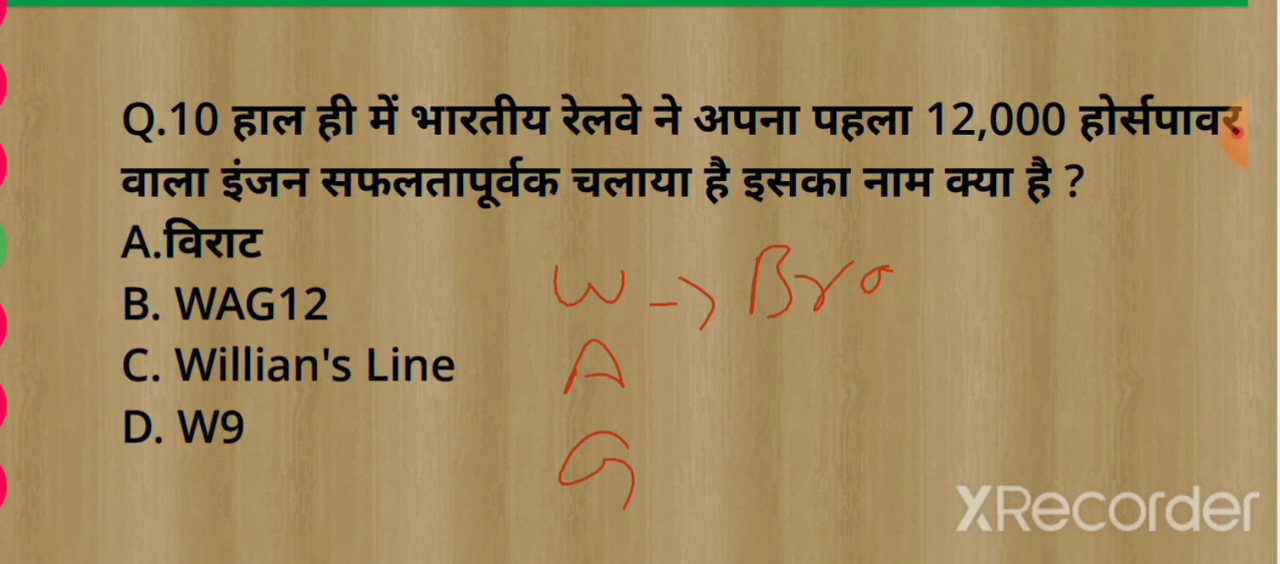 Q.10 हाल ही में भारतीय रेलवे ने अपना पहला 12,000 होर्सपावर
वाला इंजन सफलतापूर्वक चलाया है इसका नाम क्या है ?
A.विराट
B. WAG12
C. Willian's Line
D. W9
W -> Bro
A
G
XRecorder